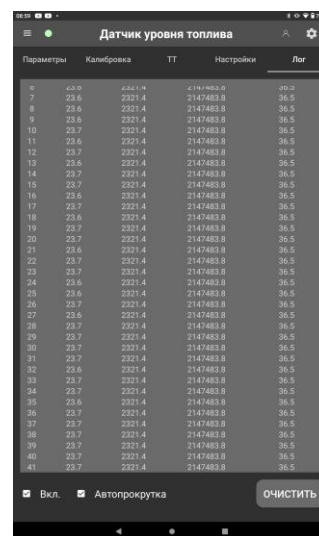 08:59
Датчик уровня топлива
Параметры Калибровка ТТ Настройки Лог
7 23.6 2321.4 2147483.8 36.5
8 23.6 2321.4 2147483.8 36.5
9 23.6 2321.4 2147483.8 36.5
10 23.7 2321.4 2147483.8 36.5
11 23.6 2321.4 2147483.8 36.5
12 23.7 2321.4 2147483.8 36.5
13 23.6 2321.4 2147483.8 36.5
14 23.7 2321.4 2147483.8 36.5
15 23.7 2321.4 2147483.8 36.5
16 23.6 2321.4 2147483.8 36.5
17 23.7 2321.4 2147483.8 36.5
18 23.6 2321.4 2147483.8 36.5
19 23.7 2321.4 2147483.8 36.5
20 23.7 2321.4 2147483.8 36.5
21 23.6 2321.4 2147483.8 36.5
22 23.7 2321.4 2147483.8 36.5
23 23.7 2321.4 2147483.8 36.5
24 23.6 2321.4 2147483.8 36.5
25 23.6 2321.4 2147483.8 36.5
26 23.7 2321.4 2147483.8 36.5
27 23.6 2321.4 2147483.8 36.5
28 23.7 2321.4 2147483.8 36.5
29 23.7 2321.4 2147483.8 36.5
30 23.7 2321.4 2147483.8 36.5
31 23.7 2321.4 2147483.8 36.5
32 23.6 2321.4 2147483.8 36.5
33 23.7 2321.4 2147483.8 36.5
34 23.7 2321.4 2147483.8 36.5
35 23.6 2321.4 2147483.8 36.5
36 23.7 2321.4 2147483.8 36.5
37 23.7 2321.4 2147483.8 36.5
38 23.7 2321.4 2147483.8 36.5
39 23.7 2321.4 2147483.8 36.5
40 23.7 2321.4 2147483.8 36.5
41 23.7 2321.4 2147483.8 36.5
Вкл. Автопрокрутка ОЧИСТИТЬ